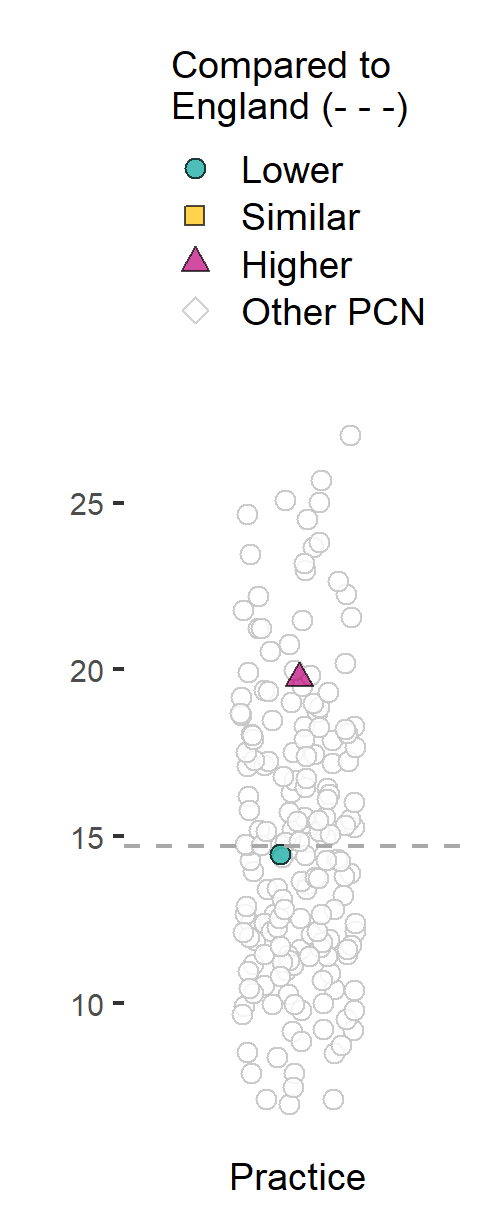 Compared to
England (- - -)
Lower
Similar
Higher
Other PCN
25
20
15
10
Practice